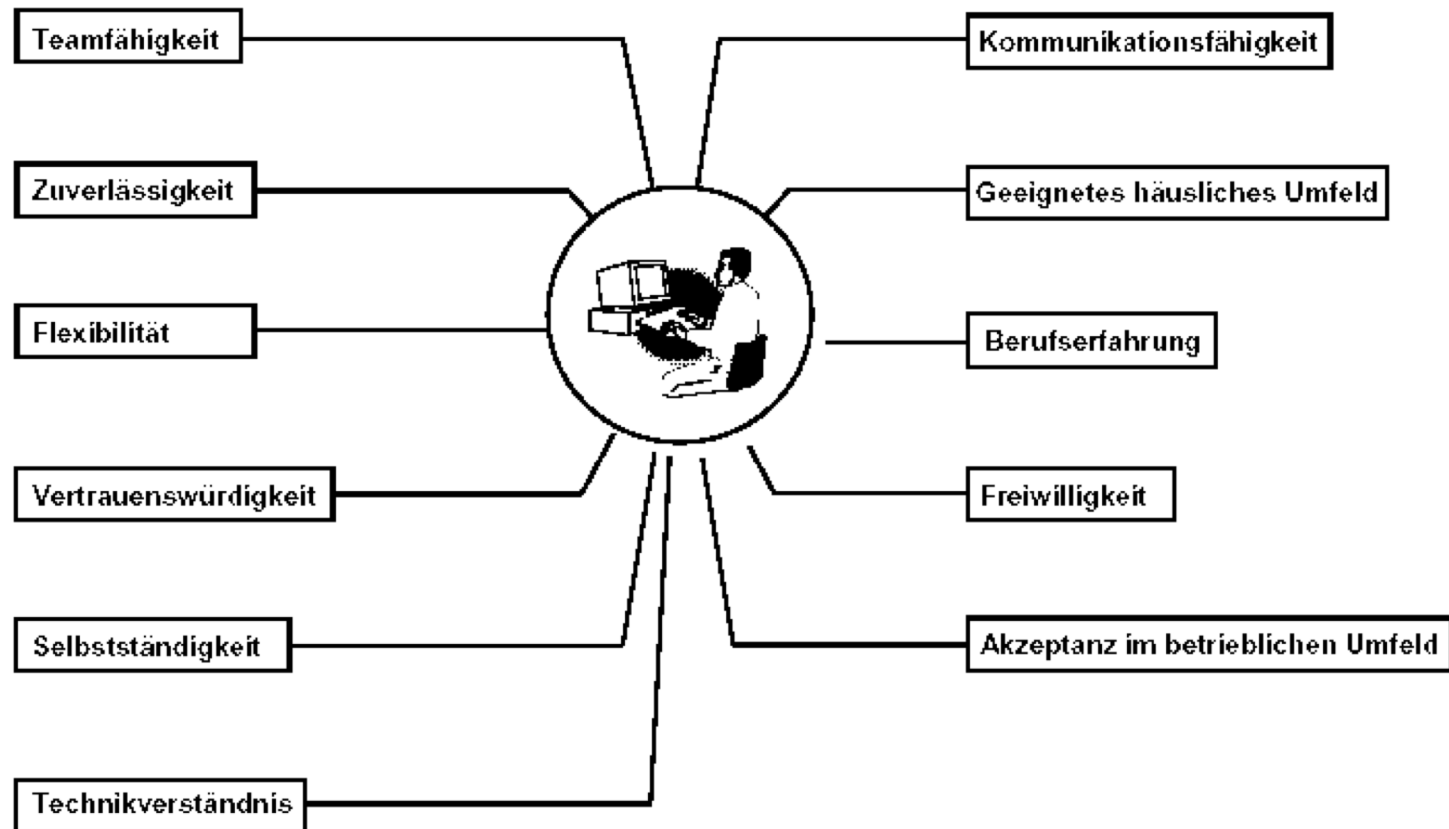 Teamfähigkeit
Kommunikationsfähigkeit
Zuverlässigkeit
Geeignetes häusliches Umfeld
Flexibilität
Berufserfahrung
Vertrauenswürdigkeit
Freiwilligkeit
Selbstständigkeit
Akzeptanz im betrieblichen Umfeld
Technikverständnis